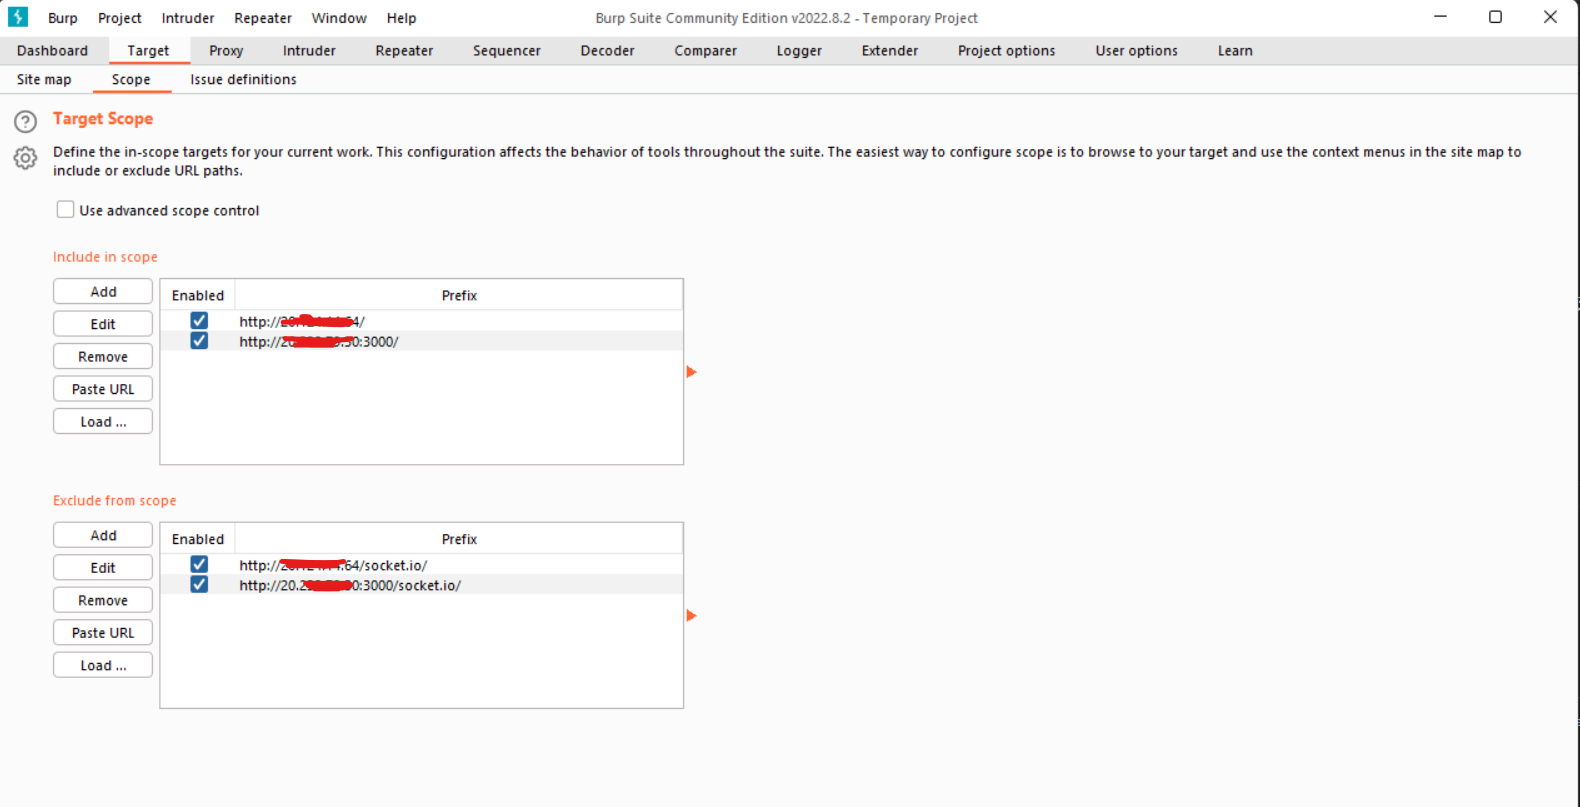 Burp Project Intruder Repeater Window Help Burp Suite Community Edition v2022.8.2 - Temporary Project
Dashboard Target Proxy Intruder Repeater Sequencer Decoder Comparer Logger Extender Project options User options Learn
Site map Scope Issue definitions
? Target Scope
Define the in-scope targets for your current work. This configuration affects the behavior of tools throughout the suite. The easiest way to configure scope is to browse to your target and use the context menus in the site map to
include or exclude URL paths.
Use advanced scope control
Include in scope
Add
Edit
Remove
Paste URL
Load ...
Enabled Prefix
http:// 4/
http://2 0:3000/
Exclude from scope
Add
Edit
Remove
Paste URL
Load ...
Enabled Prefix
http:// .64/socket.io/
http://20.2 0:3000/socket.io/